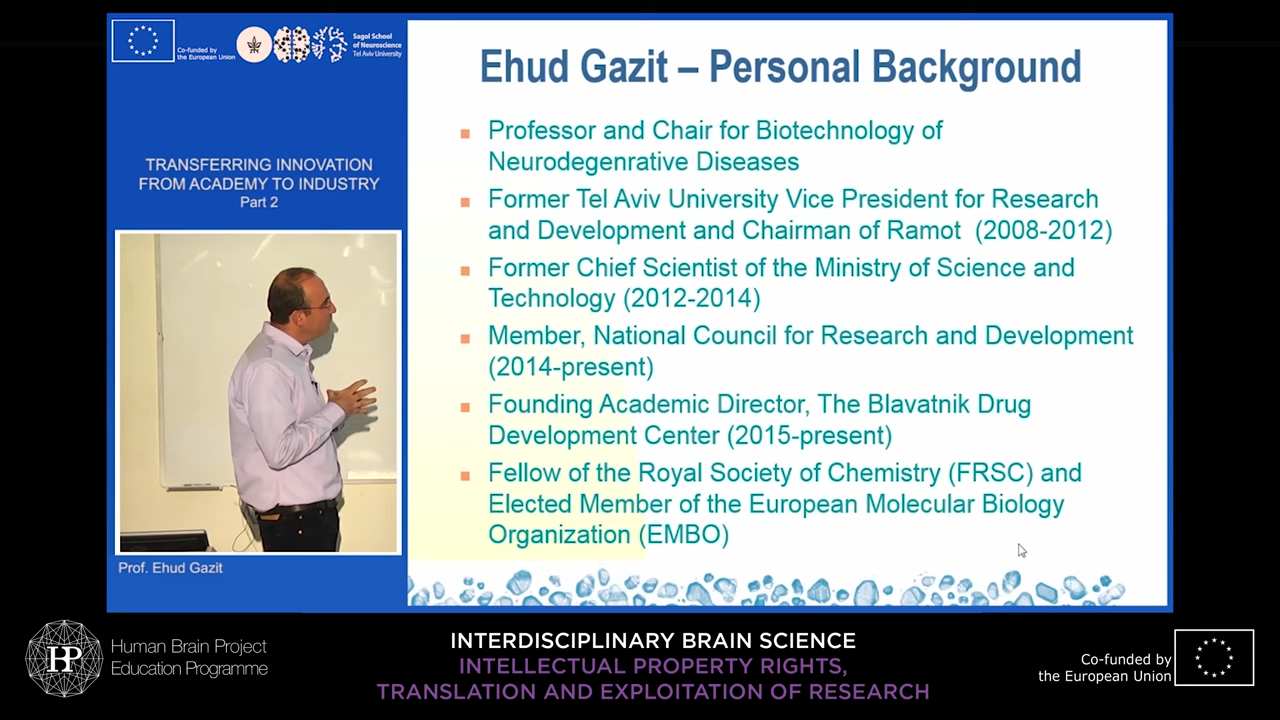 Co-funded by
the European Union
Sagol School
of Neuroscience
Tel Aviv University
TRANSFERRING INNOVATION
FROM ACADEMY TO INDUSTRY
Part 2
Prof. Ehud Gazit
Ehud Gazit – Personal Background
Professor and Chair for Biotechnology of
Neurodegenrative Diseases
Former Tel Aviv University Vice President for Research
and Development and Chairman of Ramot (2008-2012)
Former Chief Scientist of the Ministry of Science and
Technology (2012-2014)
Member, National Council for Research and Development
(2014-present)
Founding Academic Director, The Blavatnik Drug
Development Center (2015-present)
Fellow of the Royal Society of Chemistry (FRSC) and
Elected Member of the European Molecular Biology
Organization (EMBO)
HBP
Human Brain Project
Education Programme
INTERDISCIPLINARY BRAIN SCIENCE
INTELLECTUAL PROPERTY RIGHTS,
TRANSLATION AND EXPLOITATION OF RESEARCH
Co-funded by
the European Union